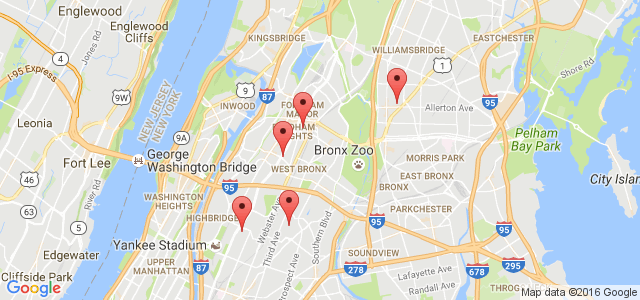 Englewood
Cliffs
Englewood
KINGSBRIDGE
WILLIAMSBRIDGE
EASTCHESTER
4
1
Shore Rd
I-95 Express
Jones Rd
9W
9
87
INWOOD
FORDHAM
MANOR
95
Allerton Ave
Leonia
NEW JERSEY
NEW YORK
9A
HEIGHTS
Pelham
Bay Park
Fort Lee
George
Washington Bridge
Bronx Zoo
MORRIS PARK
WEST BRONX
EAST BRONX
BRONX
City Island
46
63
River Rd
95
WASHINGTON
HEIGHTS
HIGHBRIDGE
PARKCHESTER
95
Webster Ave
Third Ave
Prospect Ave
Southern Blvd
Edgewater
Yankee Stadium
UPPER
MANHATTAN
87
SOUNDVIEW
278
Lafayette Ave
Randall Ave
678
295
THROG
Cliffside Park
Google
Map data ©2016 Google